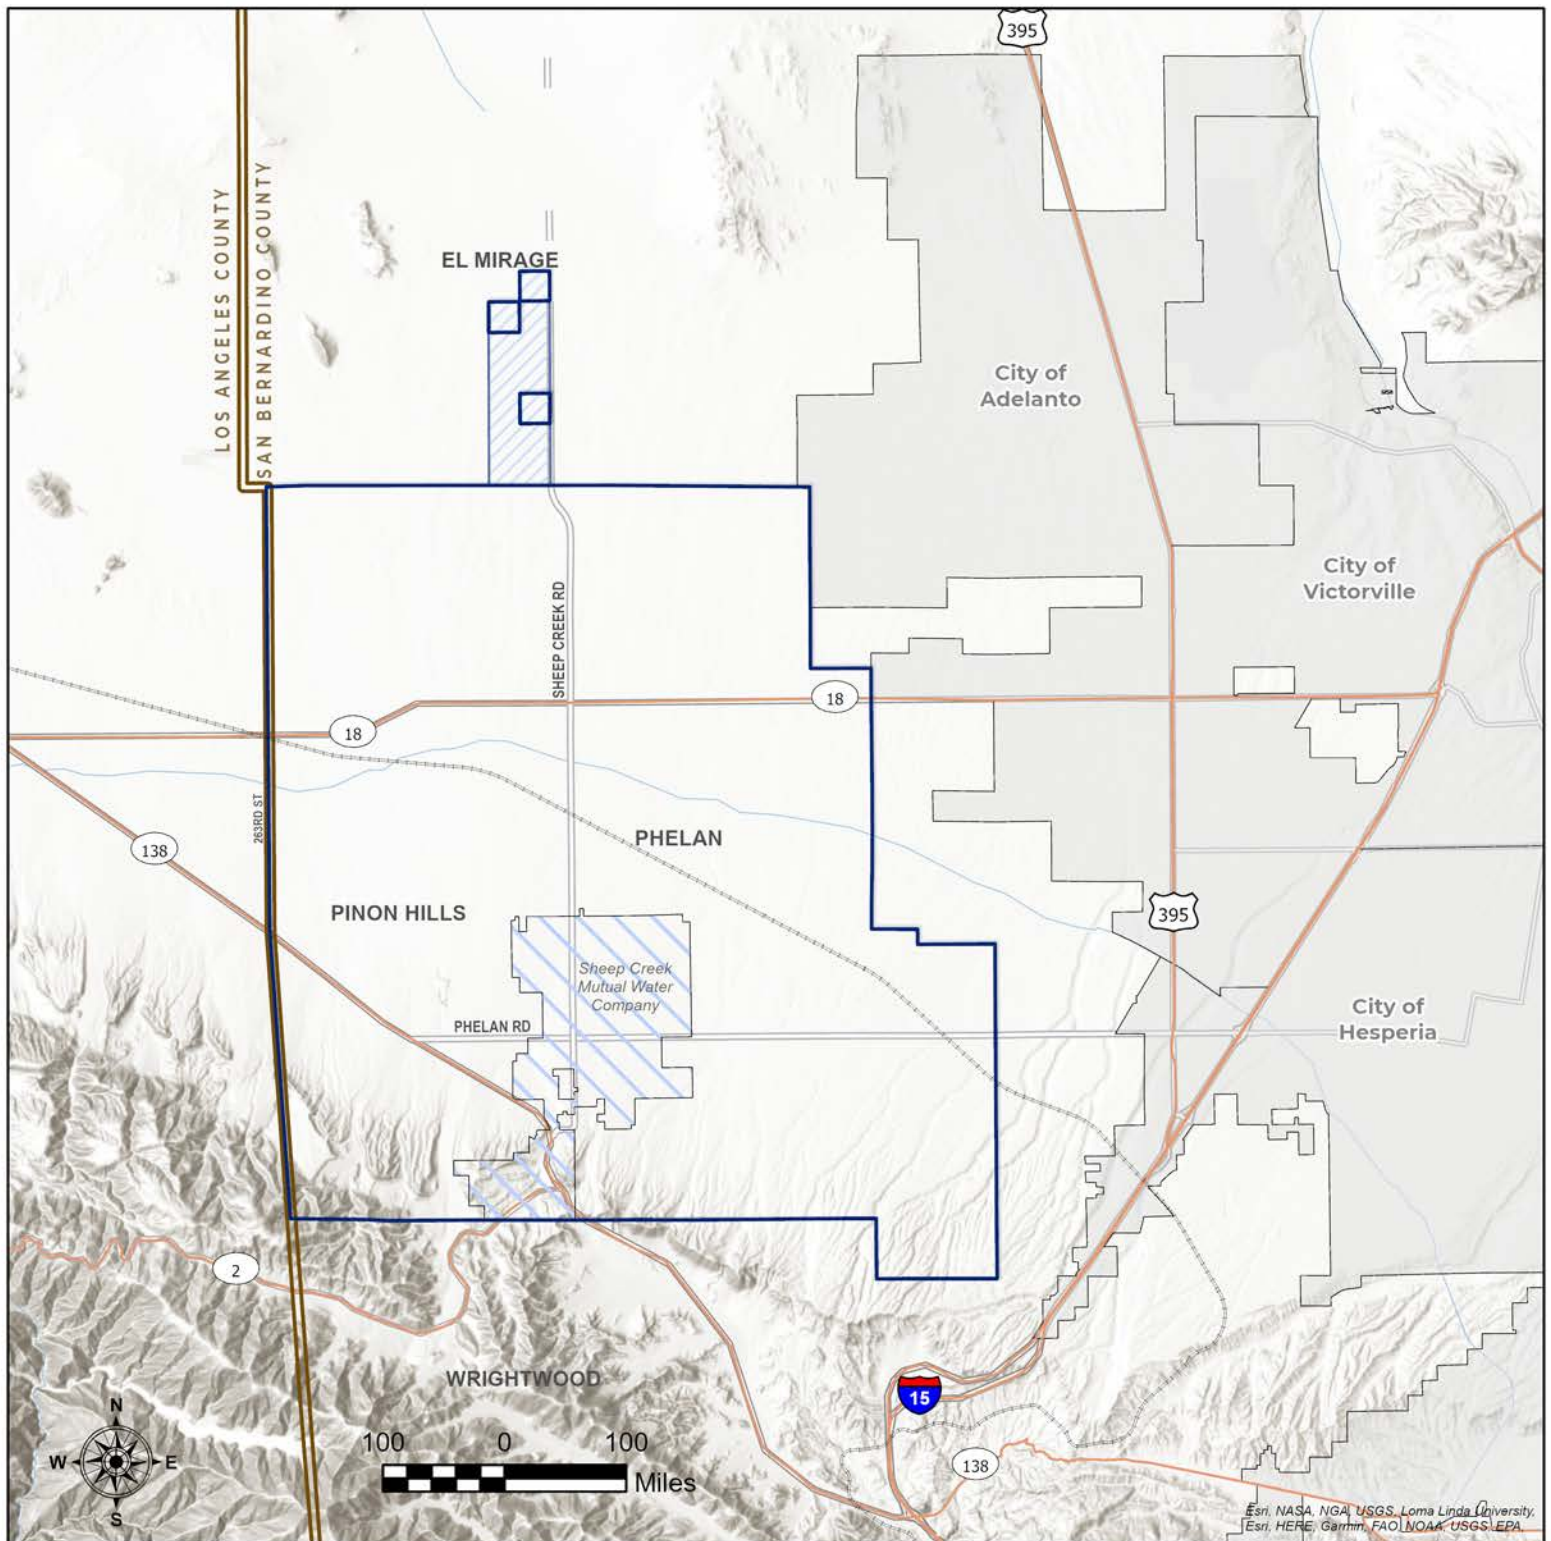 395
LOS ANGELES COUNTY
SAN BERNARDINO COUNTY
EL MIRAGE
City of
Adelanto
City of
Victorville
SHEEP CREEK RD
18
18
263RD ST
138
PHELAN
PINON HILLS
395
Sheep Creek
Mutual Water
Company
PHELAN RD
City of
Hesperia
2
WRIGHTWOOD
15
138
N
W E
S
100 0 100
Miles
Esri, NASA, NGA, USGS, Loma Linda University,
Esri, HERE, Garmin, FAO, NOAA, USGS, EPA,